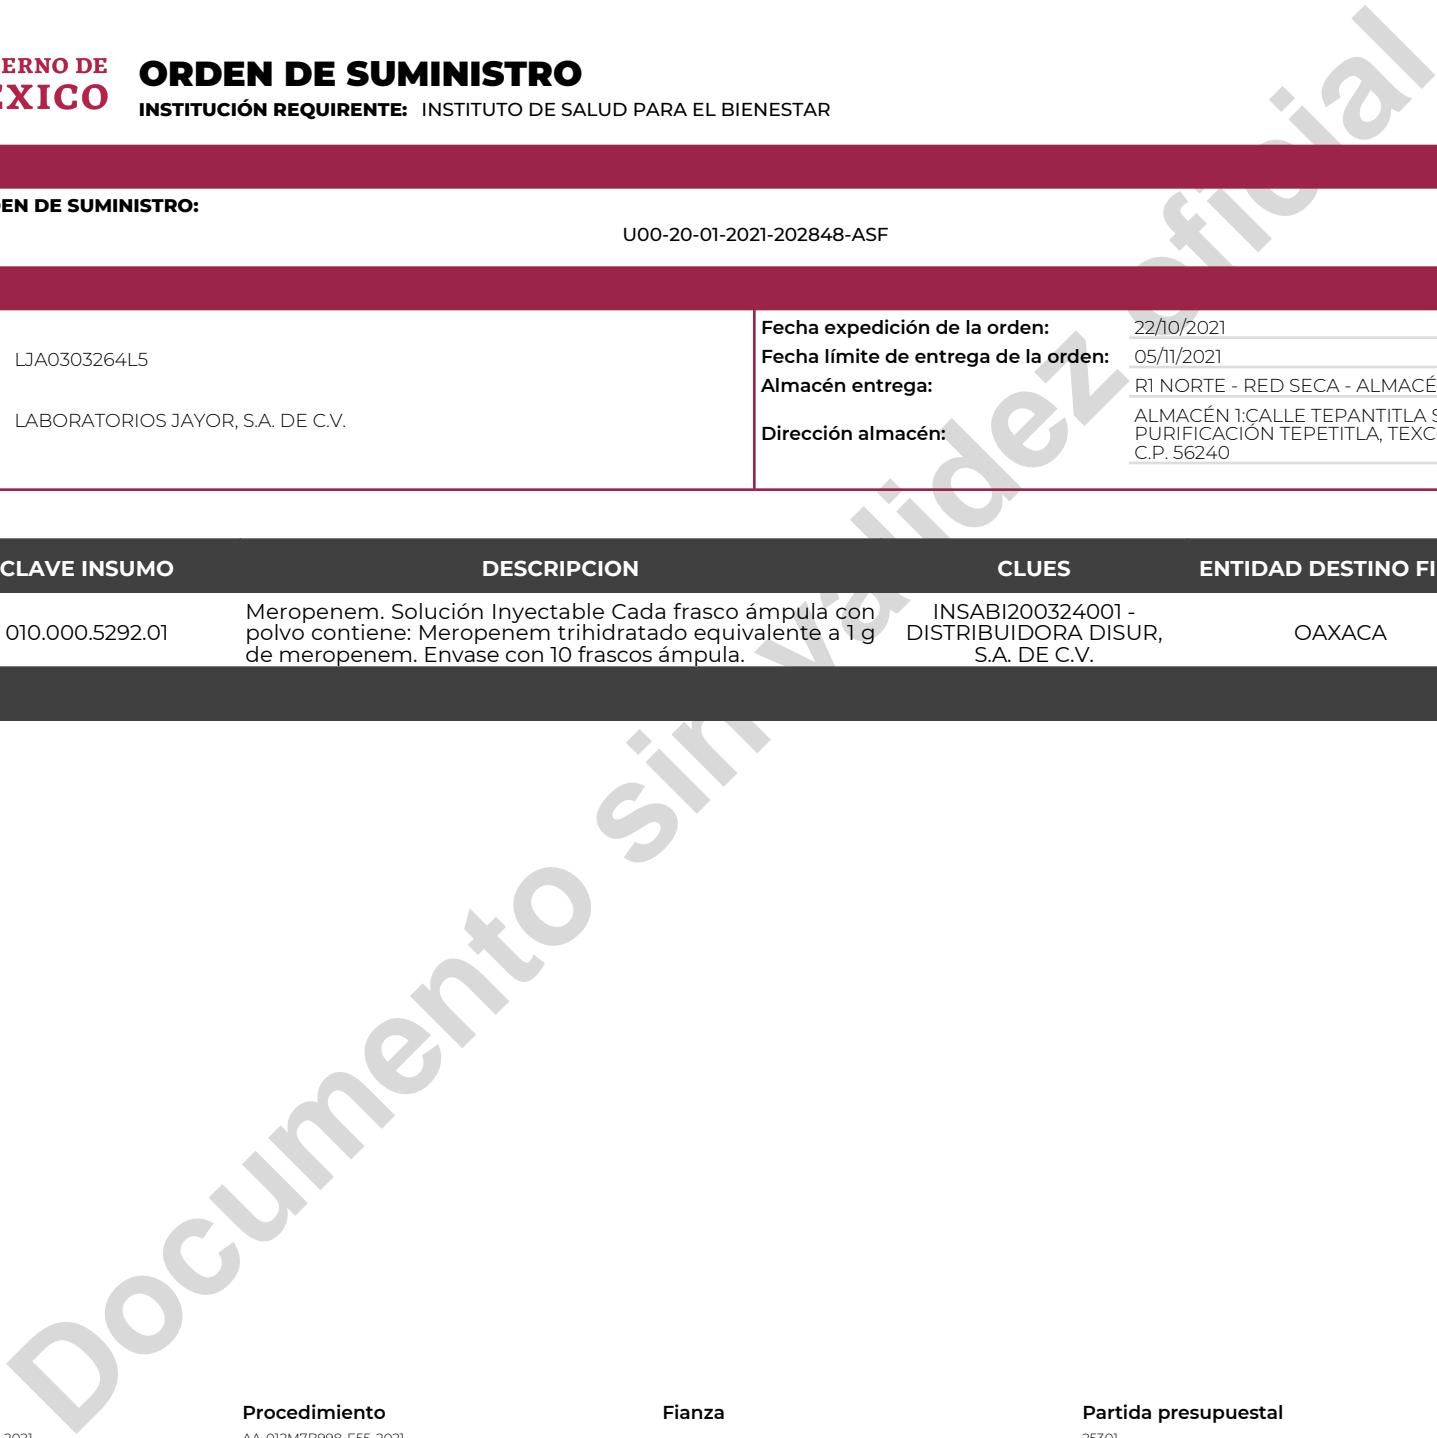 ERNO DE
ORDEN DE SUMINISTRO
EXICO
INSTITUCIÓN REQUIRENTE: INSTITUTO DE SALUD PARA EL BIENESTAR
EN DE SUMINISTRO:
U00-20-01-2021-202848-ASF
LJA0303264L5
LABORATORIOS JAYOR, S.A. DE C.V.
Fecha expedición de la orden: 22/10/2021
Fecha límite de entrega de la orden: 05/11/2021
Almacén entrega: R1 NORTE - RED SECA - ALMACÉ
Dirección almacén:
ALMACÉN 1:CALLE TEPANTITLA S
PURIFICACIÓN TEPETITLA, TEXC
C.P. 56240
CLAVE INSUMO DESCRIPCION CLUES ENTIDAD DESTINO FI
010.000.5292.01
Meropenem. Solución Inyectable Cada frasco ámpula con
polvo contiene: Meropenem trihidratado equivalente a 1 g
de meropenem. Envase con 10 frascos ámpula.
INSABI200324001 -
DISTRIBUIDORA DISUR,
S.A. DE C.V.
OAXACA
Documento sin validez oficial
Procedimiento Fianza Partida presupuestal